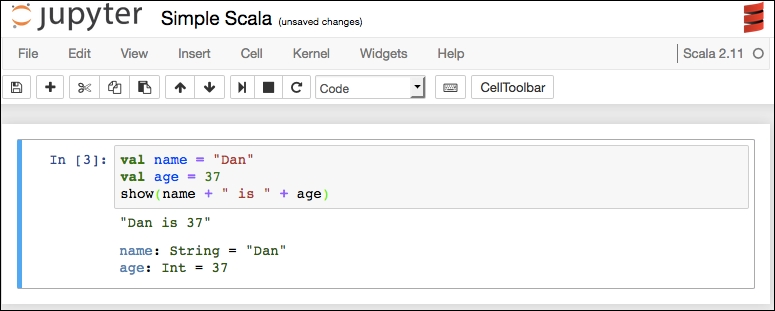 jupyter Simple Scala (unsaved changes)
File Edit View Insert Cell Kernel Widgets Help Scala 2.11
Code CellToolbar
In [3]: val name = "Dan"
val age = 37
show(name + " is " + age)
"Dan is 37"
name: String = "Dan"
age: Int = 37